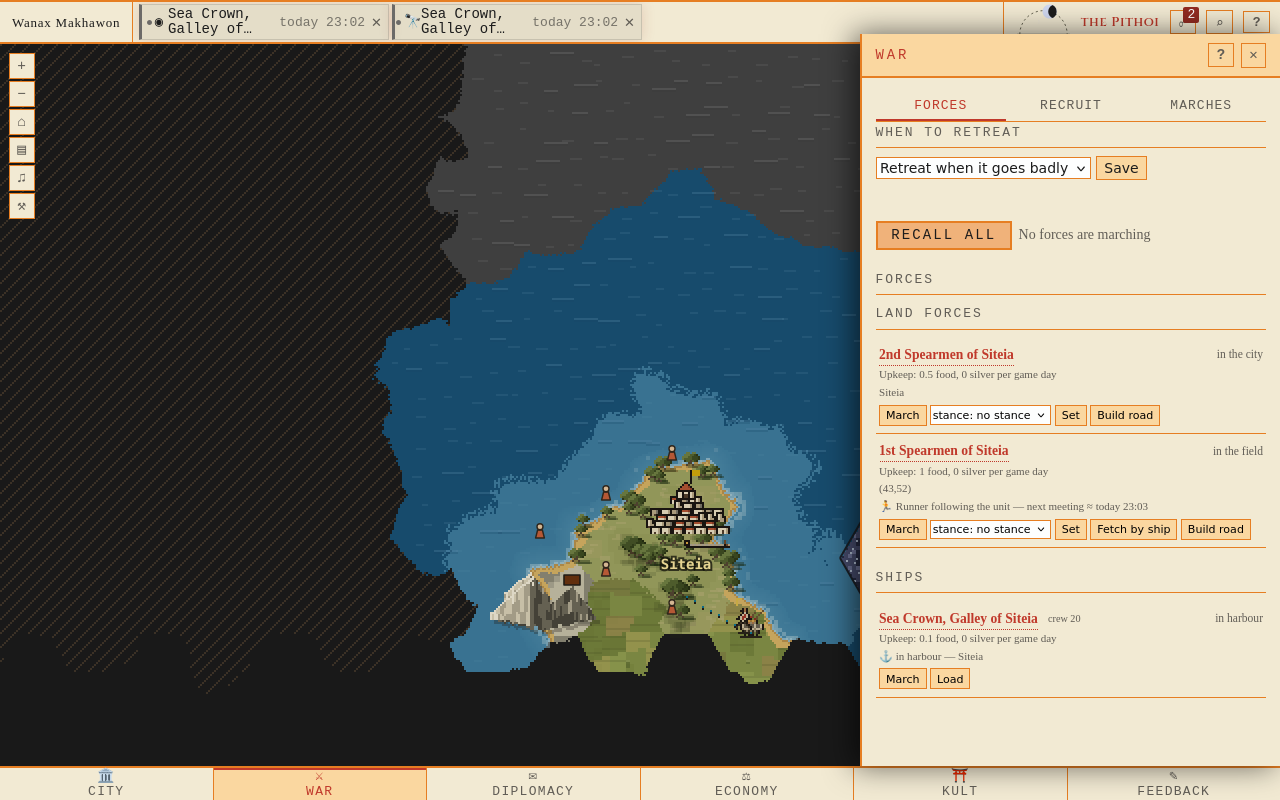 Wanax Makhawon
Sea Crown, Galley of… today 23:02 ✕
Sea Crown, Galley of… today 23:02 ✕
THE PITHOI
2
?
WAR
? ✕
FORCES RECRUIT MARCHES
WHEN TO RETREAT
Retreat when it goes badly Save
RECALL ALL No forces are marching
FORCES
LAND FORCES
2nd Spearmen of Siteia in the city
Upkeep: 0.5 food, 0 silver per game day
Siteia
March stance: no stance Set Build road
1st Spearmen of Siteia in the field
Upkeep: 1 food, 0 silver per game day
(43,52)
Runner following the unit — next meeting ≈ today 23:03
March stance: no stance Set Fetch by ship Build road
SHIPS
Sea Crown, Galley of Siteia crew 20 in harbour
Upkeep: 0.1 food, 0 silver per game day
in harbour — Siteia
March Load
Siteia
CITY WAR DIPLOMACY ECONOMY KULT FEEDBACK